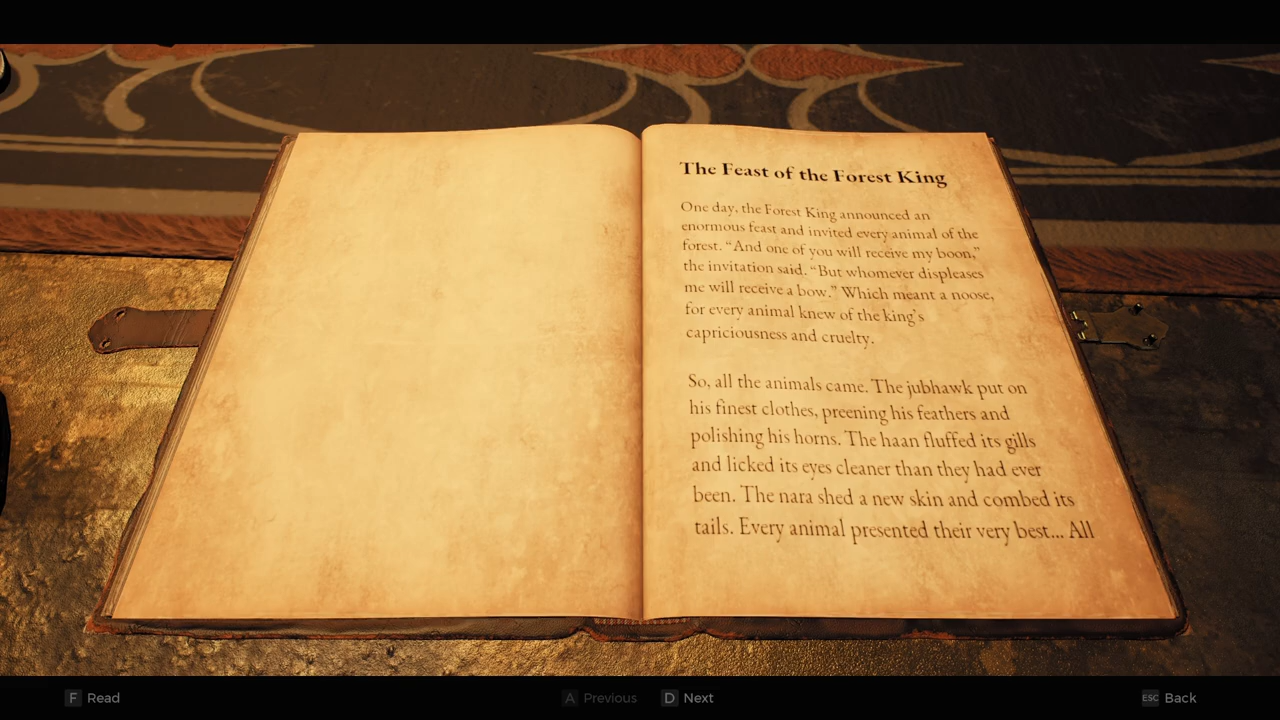 The Feast of the Forest King
One day, the Forest King announced an
enormous feast and invited every animal of the
forest. “And one of you will receive my boon,”
the invitation said. “But whomever displeases
me will receive a bow.” Which meant a noose,
for every animal knew of the king's
capriciousness and cruelty.
So, all the animals came. The jubhawk put on
his finest clothes, preening his feathers and
polishing his horns. The haan fluffed its gills
and licked its eyes cleaner than they had ever
been. The nara shed a new skin and combed its
tails. Every animal presented their very best... All
F Read
A Previous
D Next
ESC Back